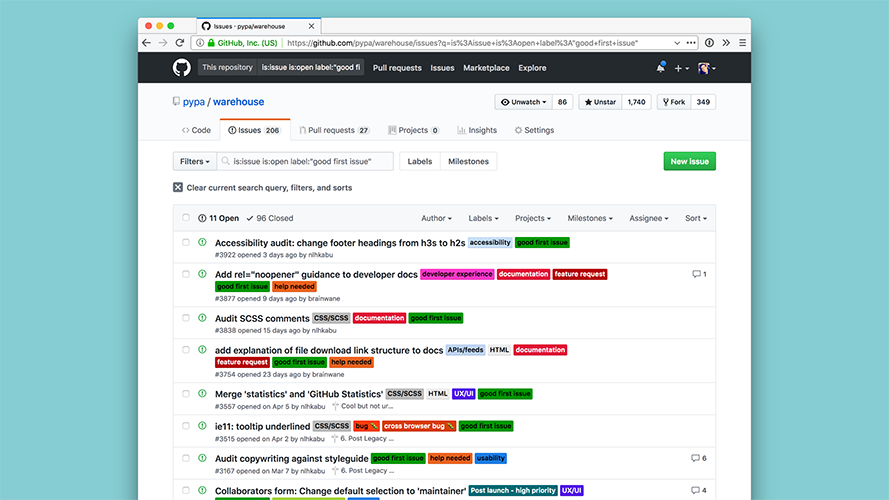 Issues · pypa/warehouse
GitHub, Inc. (US) https://github.com/pypa/warehouse/issues?q=is%3Aissue+is%3Aopen+label%3A"good+first+issue"
This repository is:issue is:open label:"good fi Pull requests Issues Marketplace Explore
pypa / warehouse
Unwatch 86 Unstar 1,740 Fork 349
Code Issues 206 Pull requests 27 Projects 0 Insights Settings
Filters is:issue is:open label:"good first issue" Labels Milestones New issue
Clear current search query, filters, and sorts
11 Open 96 Closed Author Labels Projects Milestones Assignee Sort
Accessibility audit: change footer headings from h3s to h2s accessibility good first issue
#3922 opened 3 days ago by nlhkabu
Add rel="noopener" guidance to developer docs developer experience documentation feature request 1
good first issue help needed
#3877 opened 9 days ago by brainwane
Audit SCSS comments CSS/SCSS documentation good first issue
#3838 opened 15 days ago by nlhkabu
add explanation of file download link structure to docs APIs/feeds HTML documentation
feature request good first issue help needed
#3754 opened 23 days ago by brainwane
Merge 'statistics' and 'GitHub Statistics' CSS/SCSS HTML UX/UI good first issue
#3557 opened on Apr 5 by nlhkabu Cool but not ur...
ie11: tooltip underlined CSS/SCSS bug cross browser bug good first issue
#3515 opened on Apr 2 by nlhkabu 6. Post Legacy ...
Audit copywriting against styleguide good first issue help needed usability 6
#3167 opened on Mar 7 by nlhkabu 6. Post Legacy ...
Collaborators form: Change default selection to 'maintainer' Post launch - high priority UX/UI 4